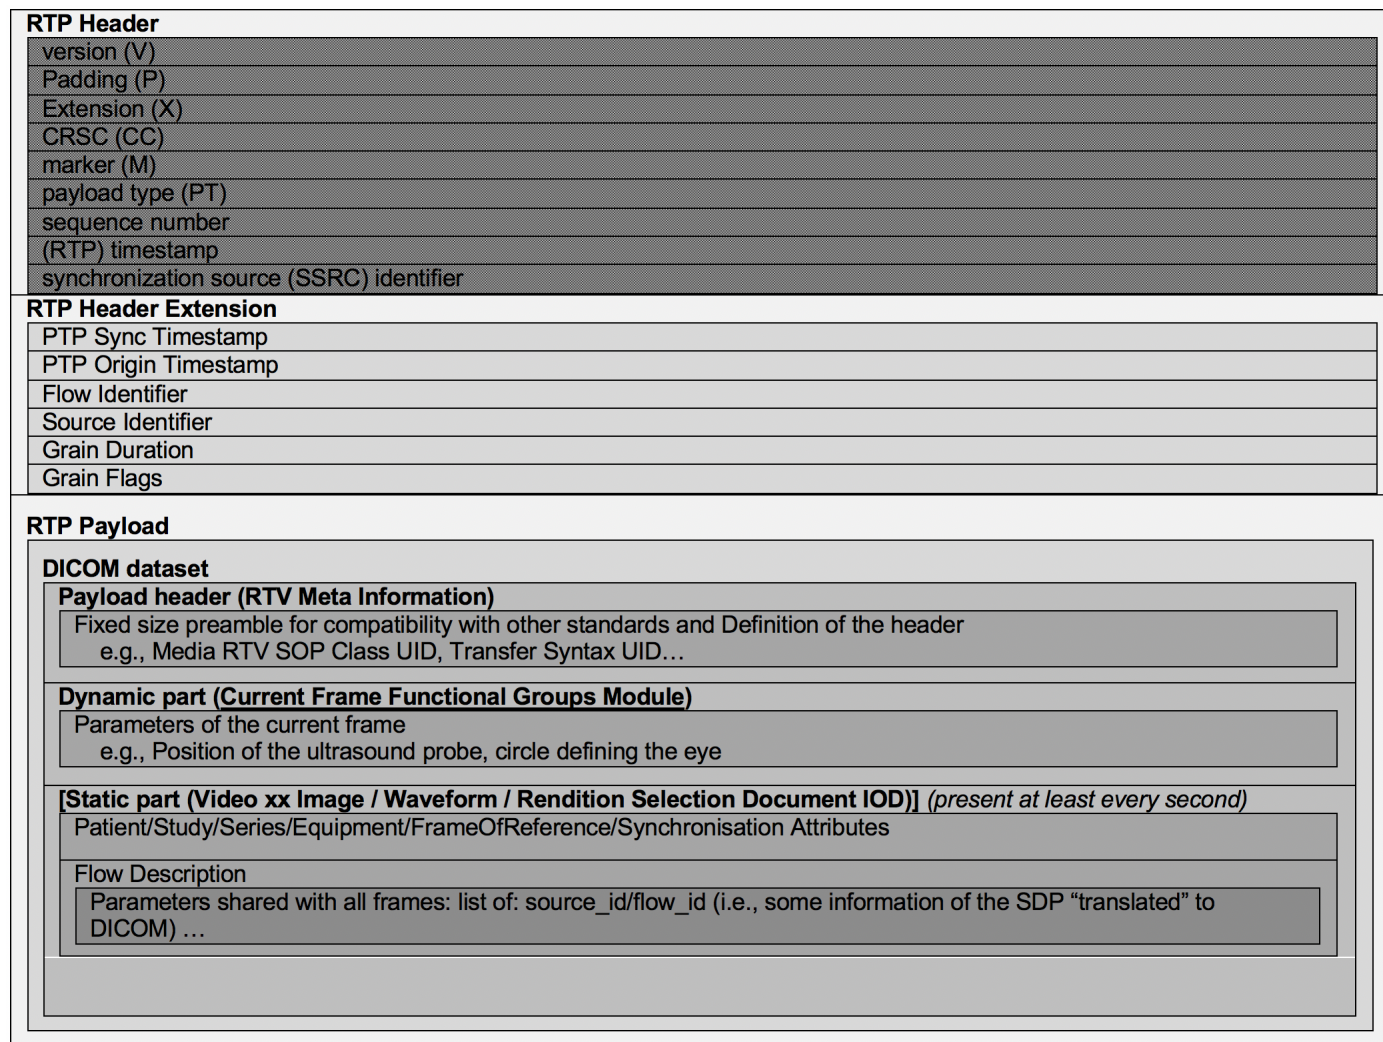 RTP Header
version (V)
Padding (P)
Extension (X)
CRSC (CC)
marker (M)
payload type (PT)
sequence number
(RTP) timestamp
synchronization source (SSRC) identifier
RTP Header Extension
PTP Sync Timestamp
PTP Origin Timestamp
Flow Identifier
Source Identifier
Grain Duration
Grain Flags
RTP Payload
DICOM dataset
Payload header (RTV Meta Information)
Fixed size preamble for compatibility with other standards and Definition of the header
e.g., Media RTV SOP Class UID, Transfer Syntax UID…
Dynamic part (Current Frame Functional Groups Module)
Parameters of the current frame
e.g., Position of the ultrasound probe, circle defining the eye
[Static part (Video xx Image / Waveform / Rendition Selection Document IOD)] (present at least every second)
Patient/Study/Series/Equipment/FrameOfReference/Synchronisation Attributes
Flow Description
Parameters shared with all frames: list of: source_id/flow_id (i.e., some information of the SDP “translated” to
DICOM) …